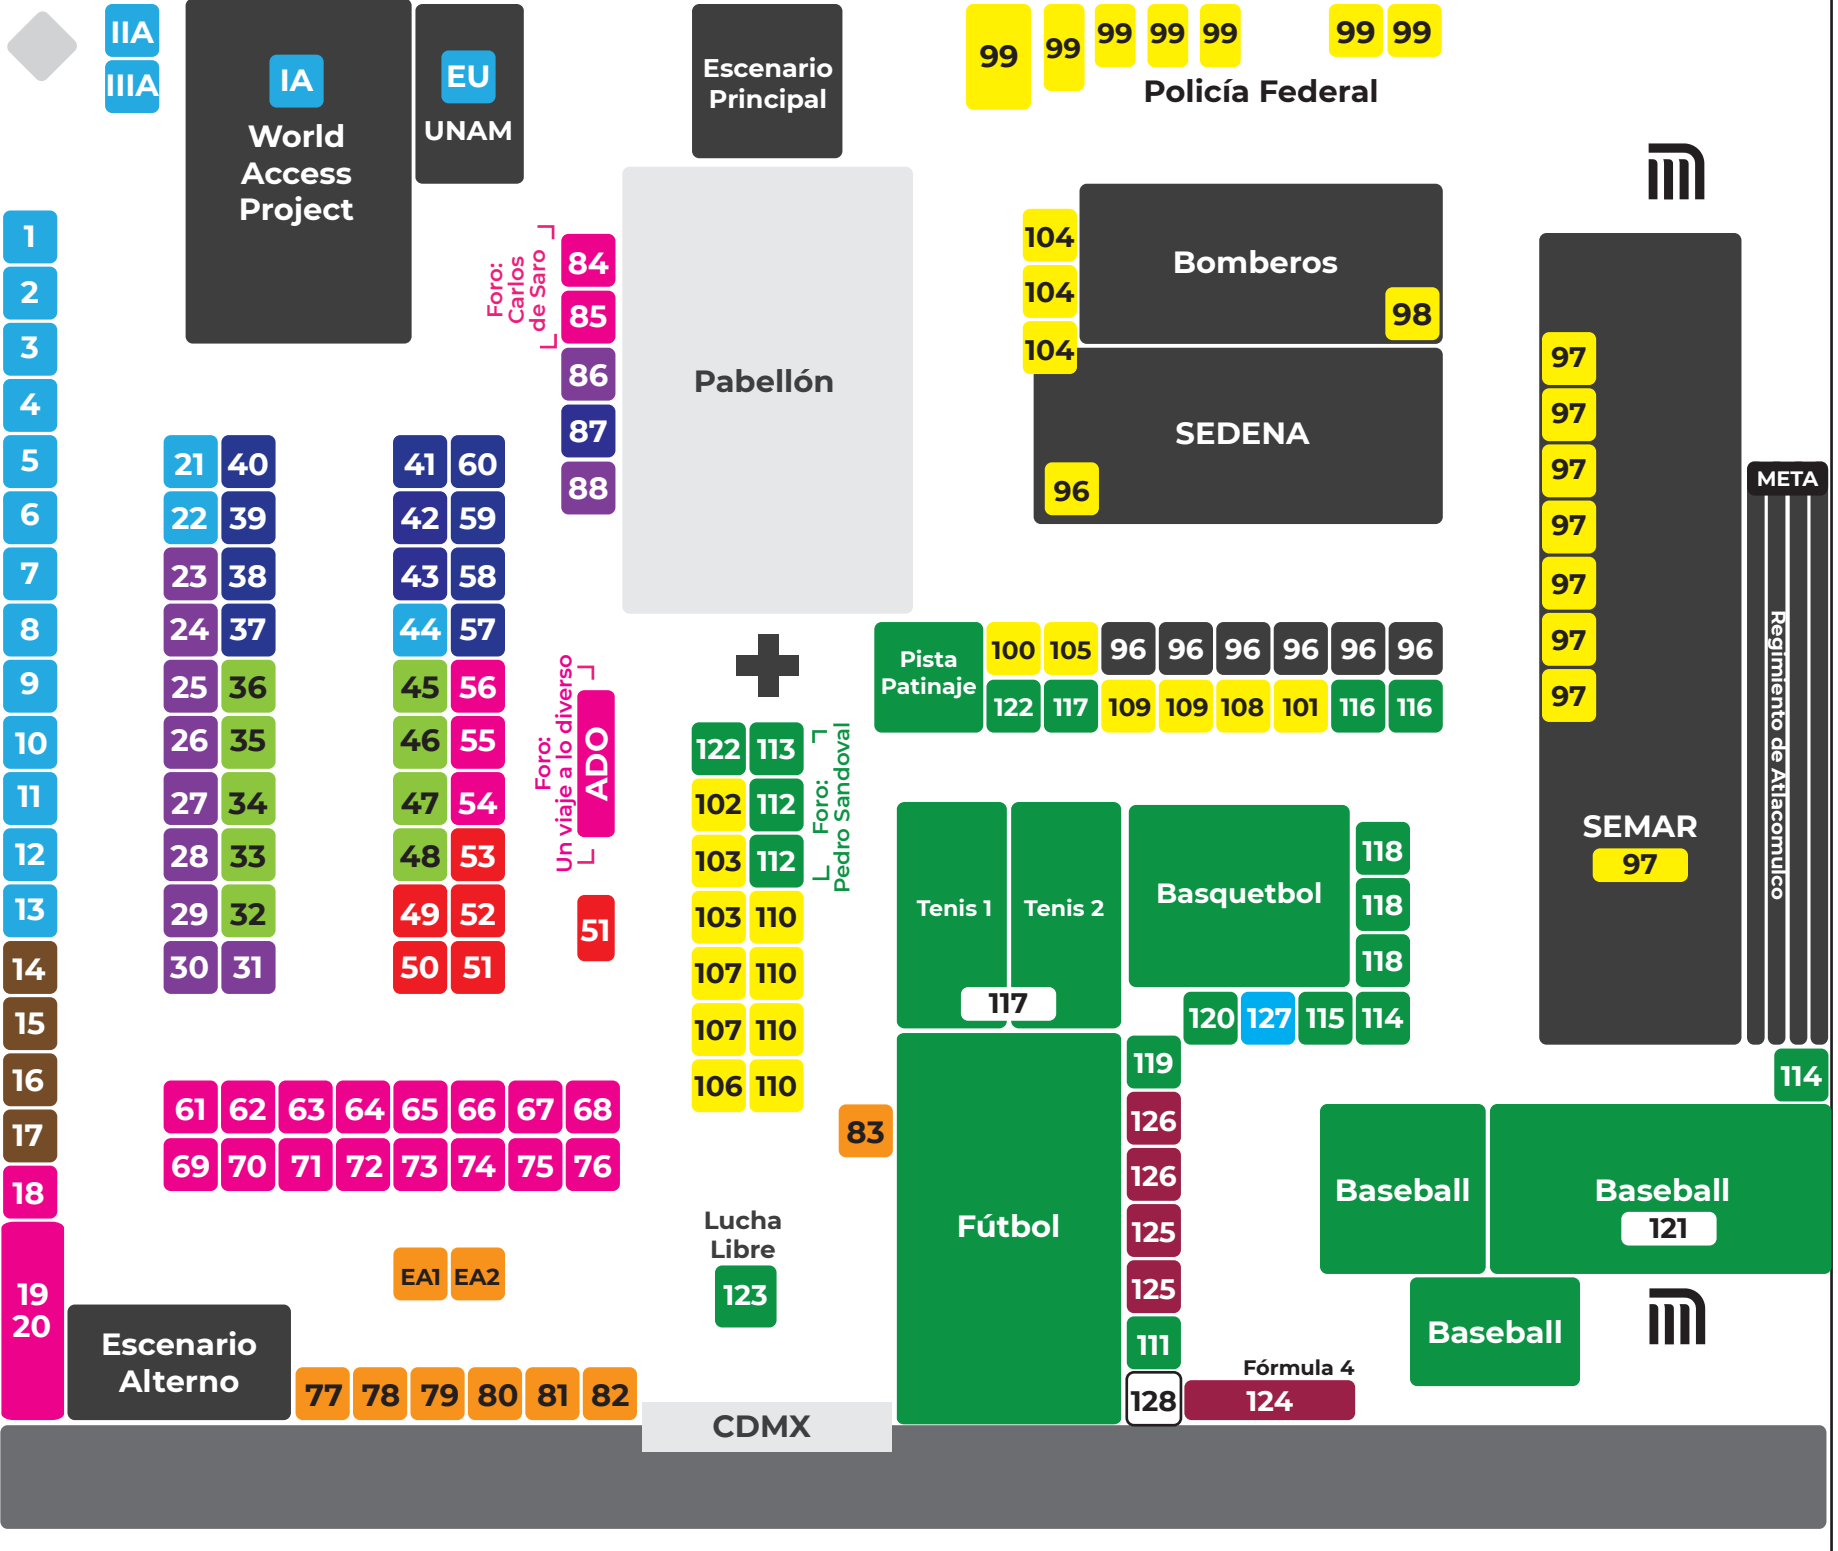 IIA
IIIA
IA
World
Access
Project
EU
UNAM
Escenario
Principal
99 99 99 99 99 99 99
Policía Federal
1
2
3
4
5
6
7
8
9
10
11
12
13
14
15
16
17
18
19
20
Foro:
Carlos
de Saro
84
85
86
87
88
Pabellón
104
104
104
Bomberos
98
SEDENA
96
97
97
97
97
97
97
97
SEMAR
97
META
Regimiento de Atlacomulco
21 40
22 39
23 38
24 37
25 36
26 35
27 34
28 33
29 32
30 31
41 60
42 59
43 58
44 57
45 56
46 55
47 54
48 53
49 52
50 51
Foro:
Un viaje a lo diverso
ADO
51
122 113
102 112
103 112
103 110
107 110
107 110
106 110
Foro:
Pedro Sandoval
Pista
Patinaje
100 105 96 96 96 96 96 96
122 117 109 109 108 101 116 116
Tenis 1 Tenis 2
117
Basquetbol
118
118
118
120 127 115 114
114
61 62 63 64 65 66 67 68
69 70 71 72 73 74 75 76
83
Fútbol
119
126
126
125
125
111
128
Fórmula 4
124
Baseball
Baseball
121
Baseball
Lucha
Libre
123
EA1 EA2
Escenario
Alterno
77 78 79 80 81 82
CDMX